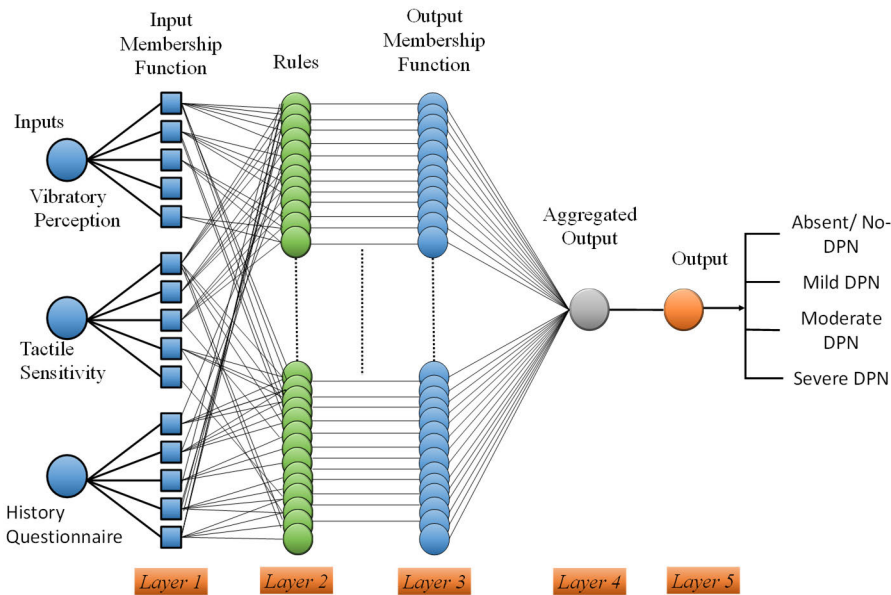 Input
Membership
Function
Rules
Output
Membership
Function
Inputs
Vibratory
Perception
Tactile
Sensitivity
History
Questionnaire
Aggregated
Output
Output
Absent/ No-
DPN
Mild DPN
Moderate
DPN
Severe DPN
Layer 1
Layer 2
Layer 3
Layer 4
Layer 5